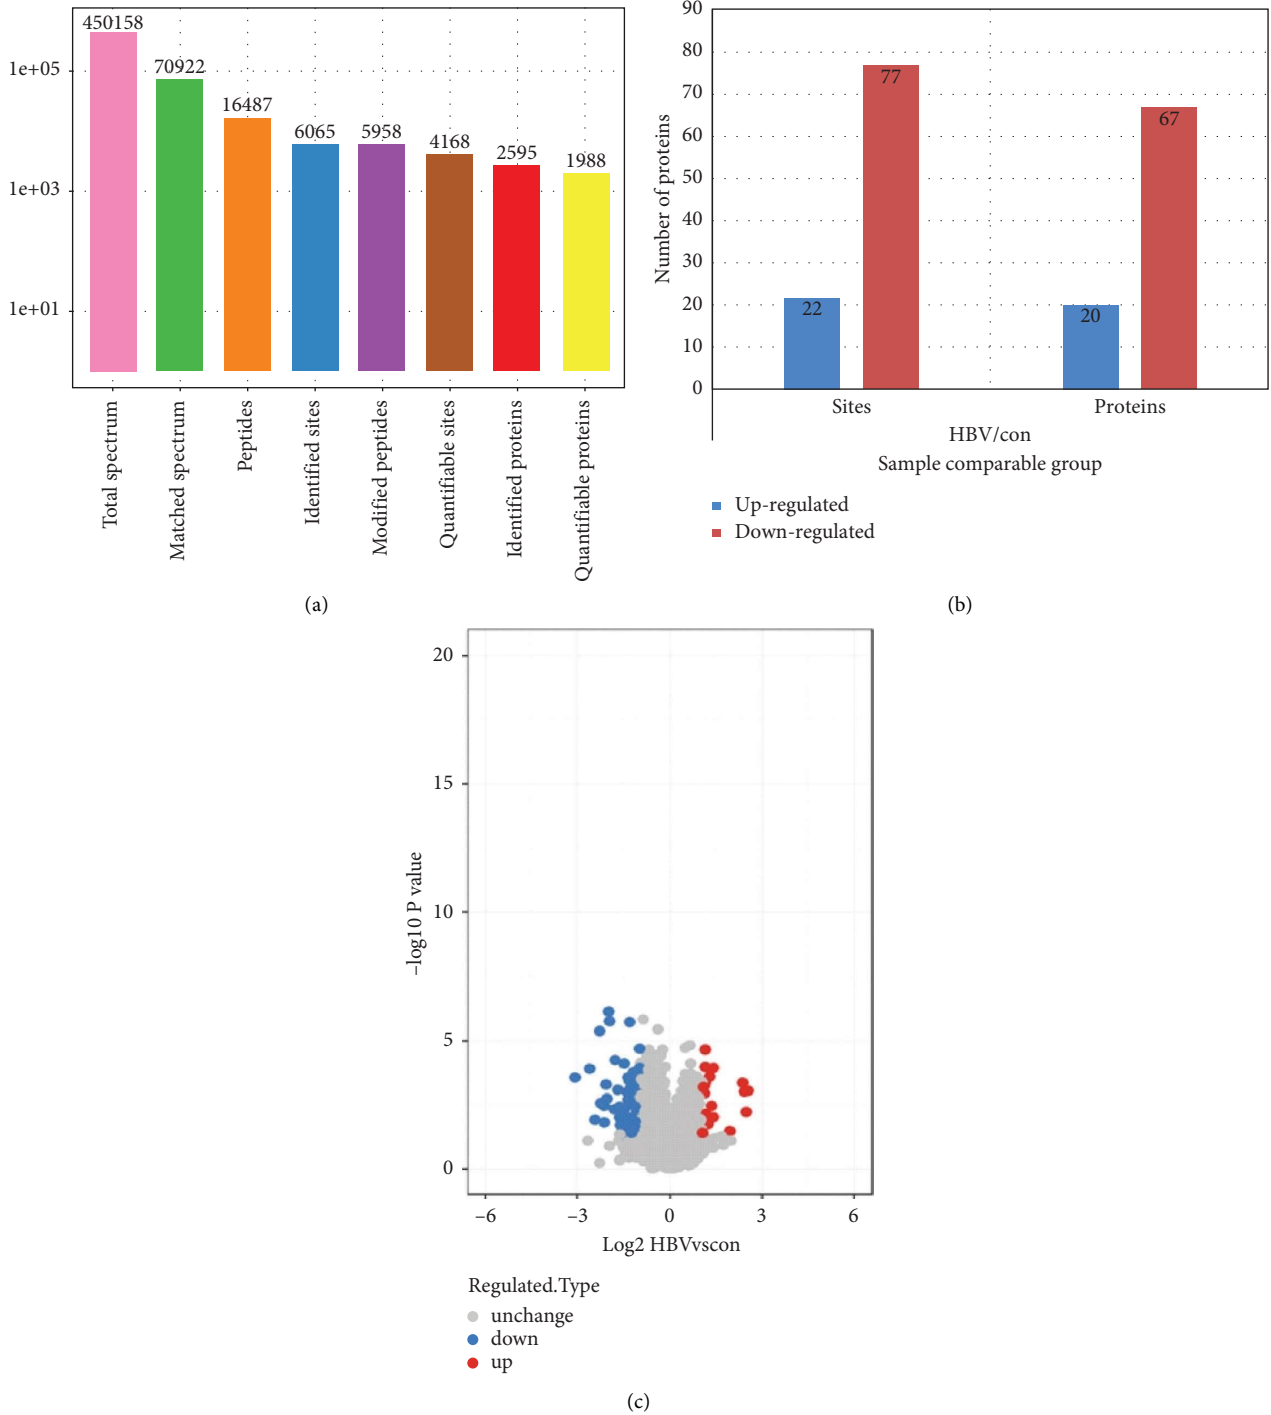 450158
70922
16487
6065
5958
4168
2595
1988
1e+05
1e+03
1e+01
Total spectrum
Matched spectrum
Peptides
Identified sites
Modified peptides
Quantifiable sites
Identified proteins
Quantifiable proteins
(a)
Number of proteins
90
80
70
60
50
40
30
20
10
0
22
77
20
67
Sites
Proteins
HBV/con
Sample comparable group
Up-regulated
Down-regulated
(b)
–log10 P value
20
15
10
5
0
–6
–3
0
3
6
Log2 HBVvscon
Regulated.Type
unchange
down
up
(c)